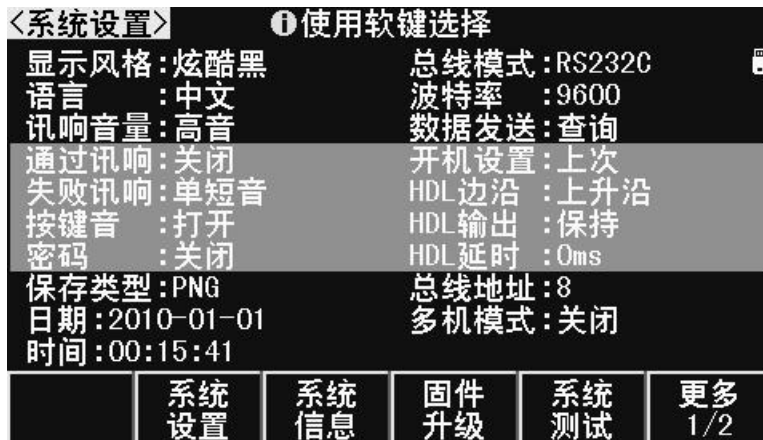 <系统设置> 使用软键选择
显示风格:炫酷黑 总线模式:RS232C
语言 :中文 波特率 :9600
讯响音量:高音 数据发送:查询
通过讯响:关闭 开机设置:上次
失败讯响:单短音 HDL边沿 :上升沿
按键音 :打开 HDL输出 :保持
密码 :关闭 HDL延时 :0ms
保存类型:PNG 总线地址:8
日期:2010-01-01 多机模式:关闭
时间:00:15:41
系统设置 系统信息 固件升级 系统测试 更多1/2